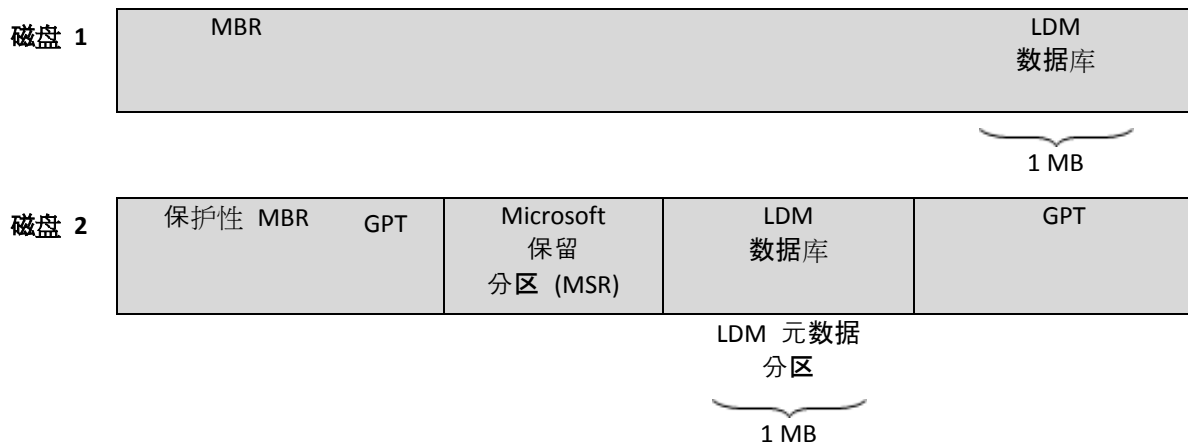 磁盘 1
MBR
LDM
数据库
1 MB
磁盘 2
保护性 MBR
GPT
Microsoft
保留
分区 (MSR)
LDM
数据库
GPT
LDM 元数据
分区
1 MB